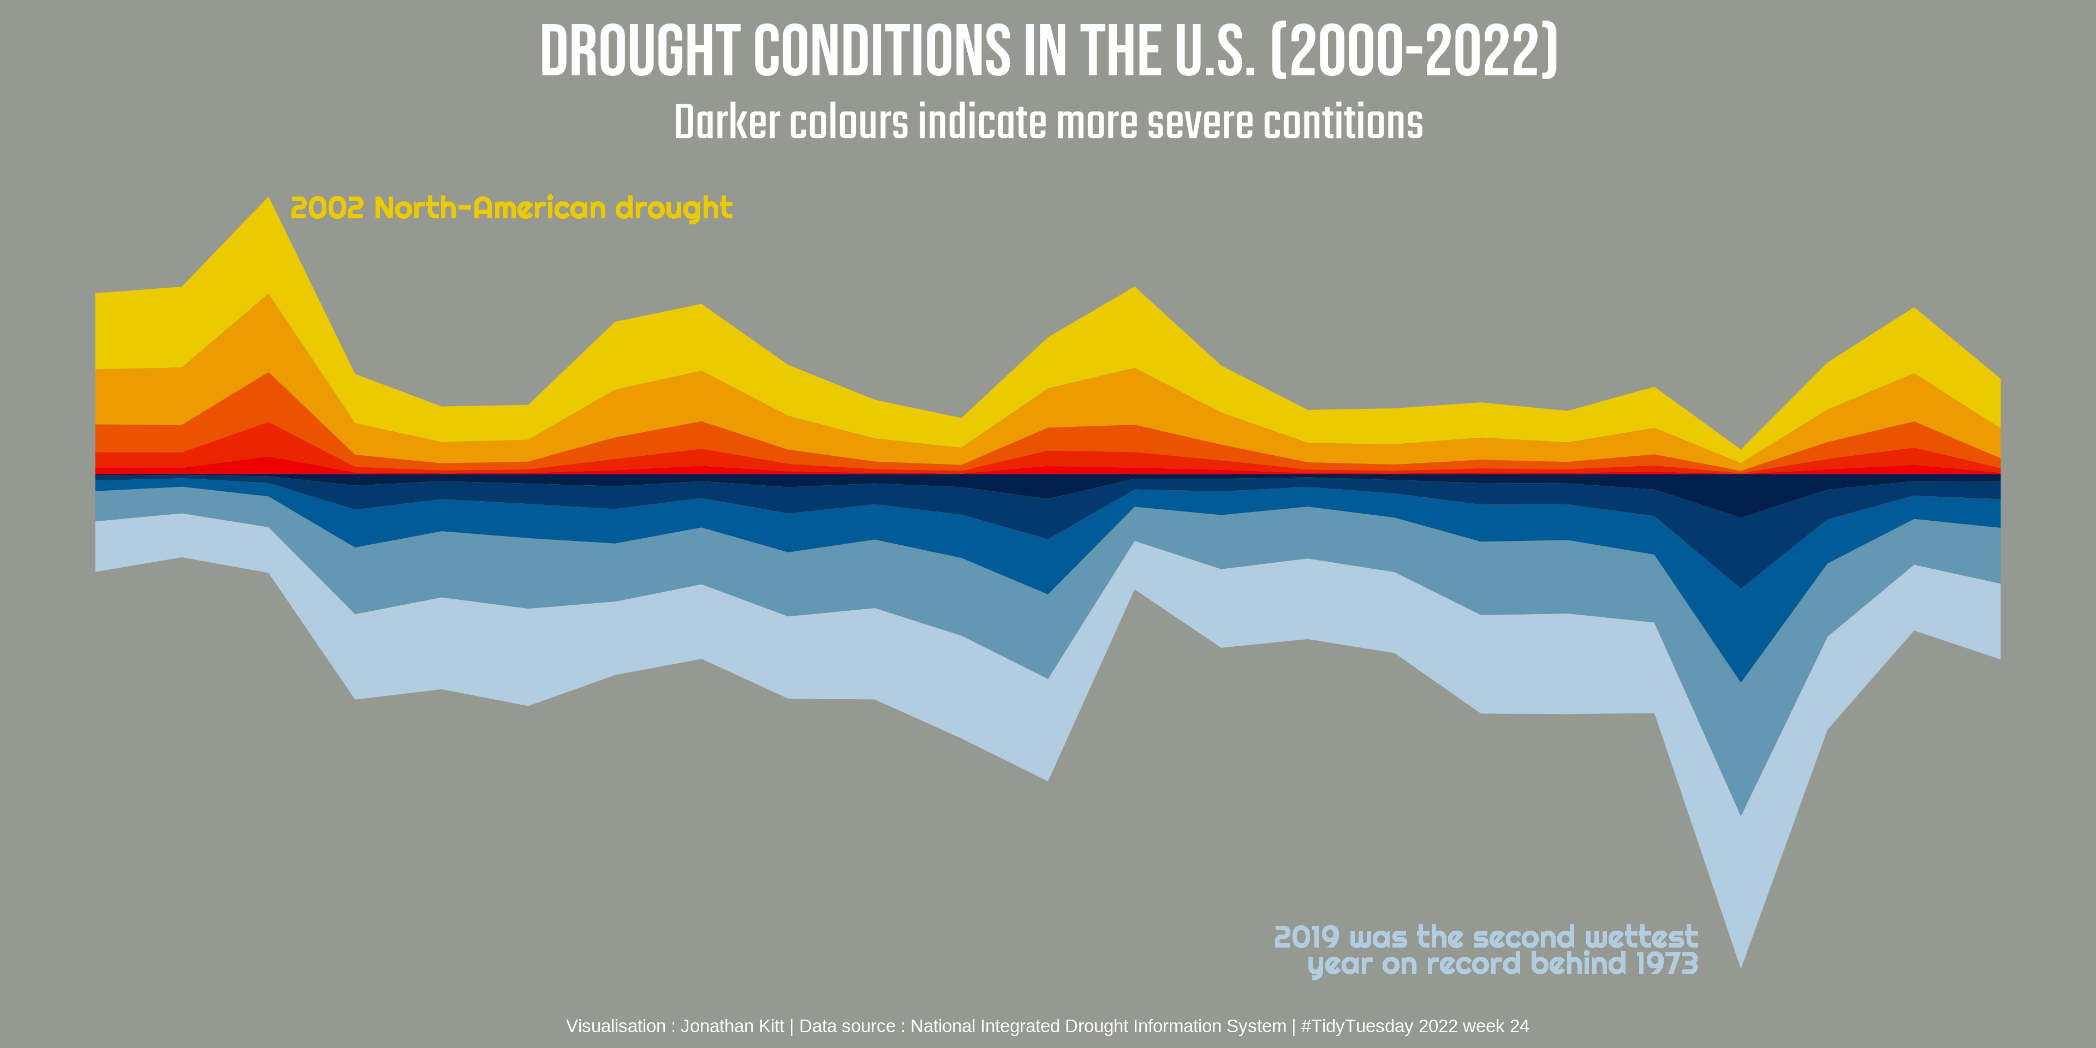 DROUGHT CONDITIONS IN THE U.S. (2000-2022)
Darker colours indicate more severe contitions
2002 North-American drought
2019 was the second wettest
year on record behind 1973
Visualisation : Jonathan Kitt | Data source : National Integrated Drought Information System | #TidyTuesday 2022 week 24